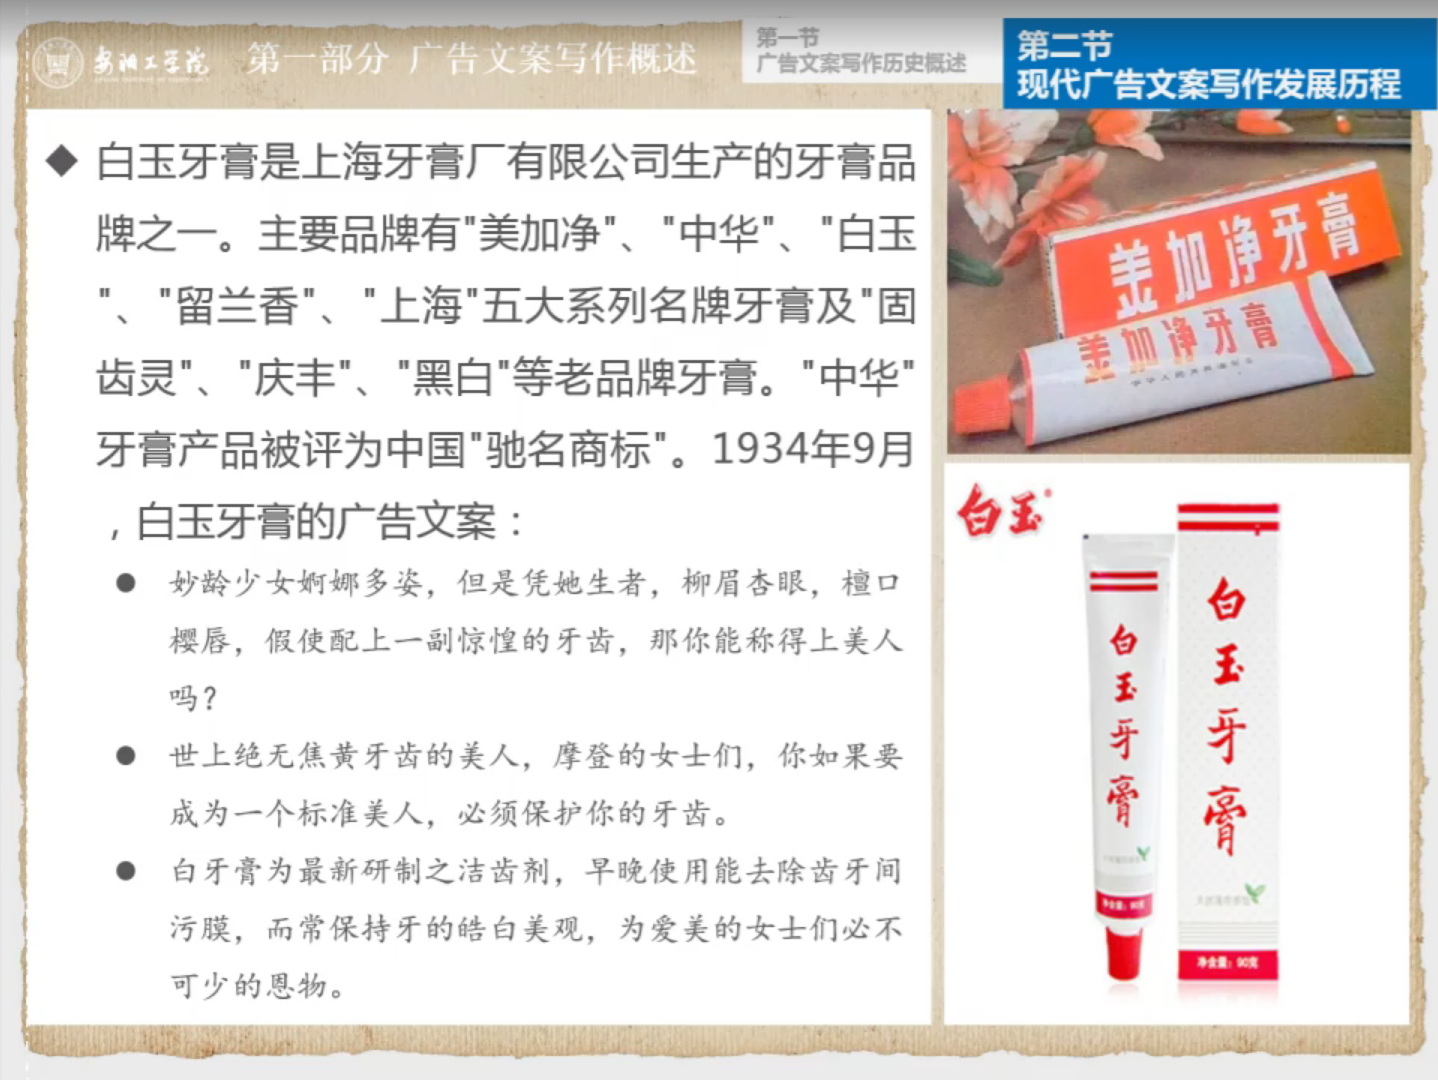 安阳工学院
第一部分 广告文案写作概述
第一节
广告文案写作历史概述
第二节
现代广告文案写作发展历程
白玉牙膏是上海牙膏厂有限公司生产的牙膏品
牌之一。主要品牌有"美加净"、"中华"、"白玉
"、"留兰香"、"上海"五大系列名牌牙膏及"固
齿灵"、"庆丰"、"黑白"等老品牌牙膏。"中华"
牙膏产品被评为中国"驰名商标"。1934年9月
，白玉牙膏的广告文案：
妙龄少女婀娜多姿，但是凭她生者，柳眉杏眼，檀口
樱唇，假使配上一副惊惶的牙齿，那你能称得上美人
吗？
世上绝无焦黄牙齿的美人，摩登的女士们，你如果要
成为一个标准美人，必须保护你的牙齿。
白牙膏为最新研制之洁齿剂，早晚使用能去除齿牙间
污膜，而常保持牙的皓白美观，为爱美的女士们必不
可少的恩物。
美加净牙膏
美加净牙膏
白玉
白玉牙膏
净含量：90克
白玉牙膏
净含量：90克